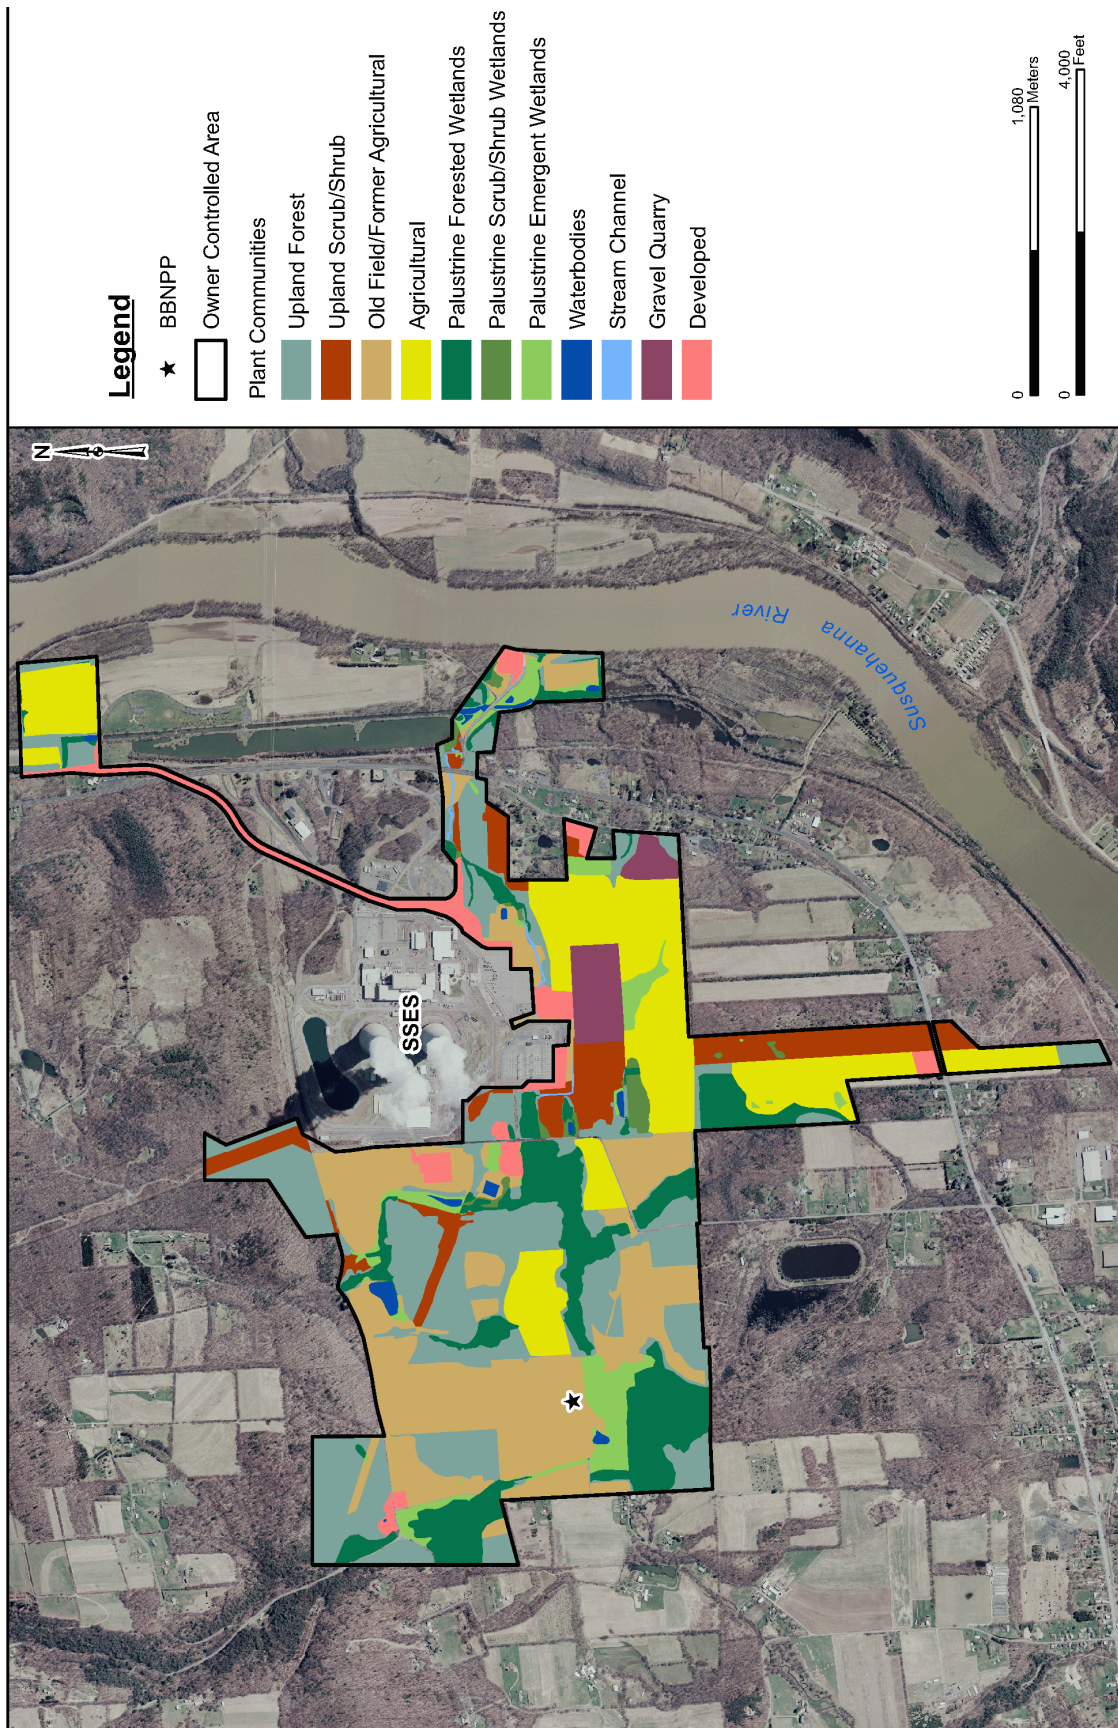 Legend
BBNPP
Owner Controlled Area
Plant Communities
Upland Forest
Upland Scrub/Shrub
Old Field/Former Agricultural
Agricultural
Palustrine Forested Wetlands
Palustrine Scrub/Shrub Wetlands
Palustrine Emergent Wetlands
Waterbodies
Stream Channel
Gravel Quarry
Developed
0 1,080
Meters
0 4,000
Feet
N
SSES
Susquehanna
River